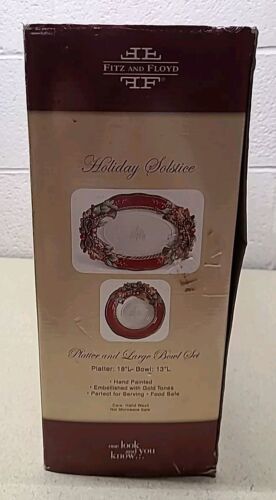 FITZ AND FLOYD
Holiday Solstice
Platter and Large Bowl Set
Platter: 18"L- Bowl: 13"L
• Hand Painted
• Embellished with Gold Tones
• Perfect for Serving • Food Safe
Care: Hand Wash
Not Microwave Safe
one look
and you
know...